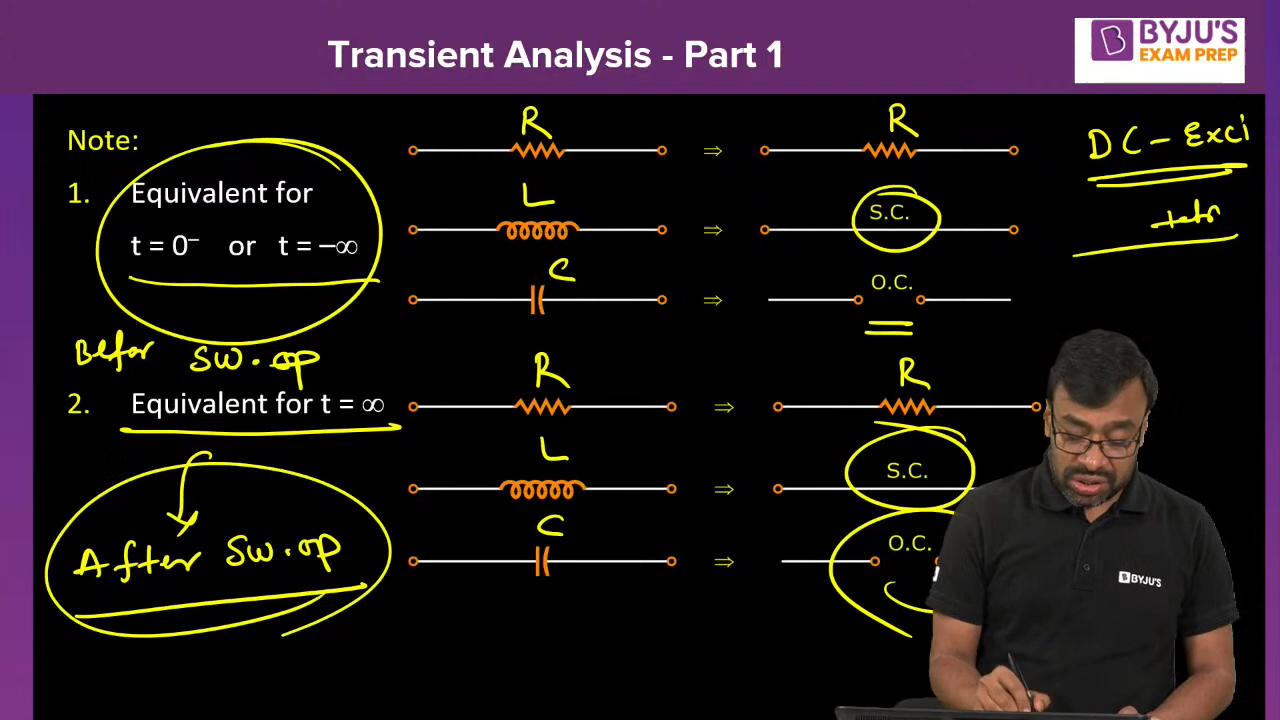 Transient Analysis - Part 1
BYJU'S
EXAM PREP
Note:
1. Equivalent for
t = 0⁻ or t = –∞
R ⇒ R
L ⇒ S.C.
C ⇒ O.C.
DC - Exci
Befor sw.op
2. Equivalent for t = ∞
R ⇒ R
L ⇒ S.C.
C ⇒ O.C.
After sw.op
BYJU'S